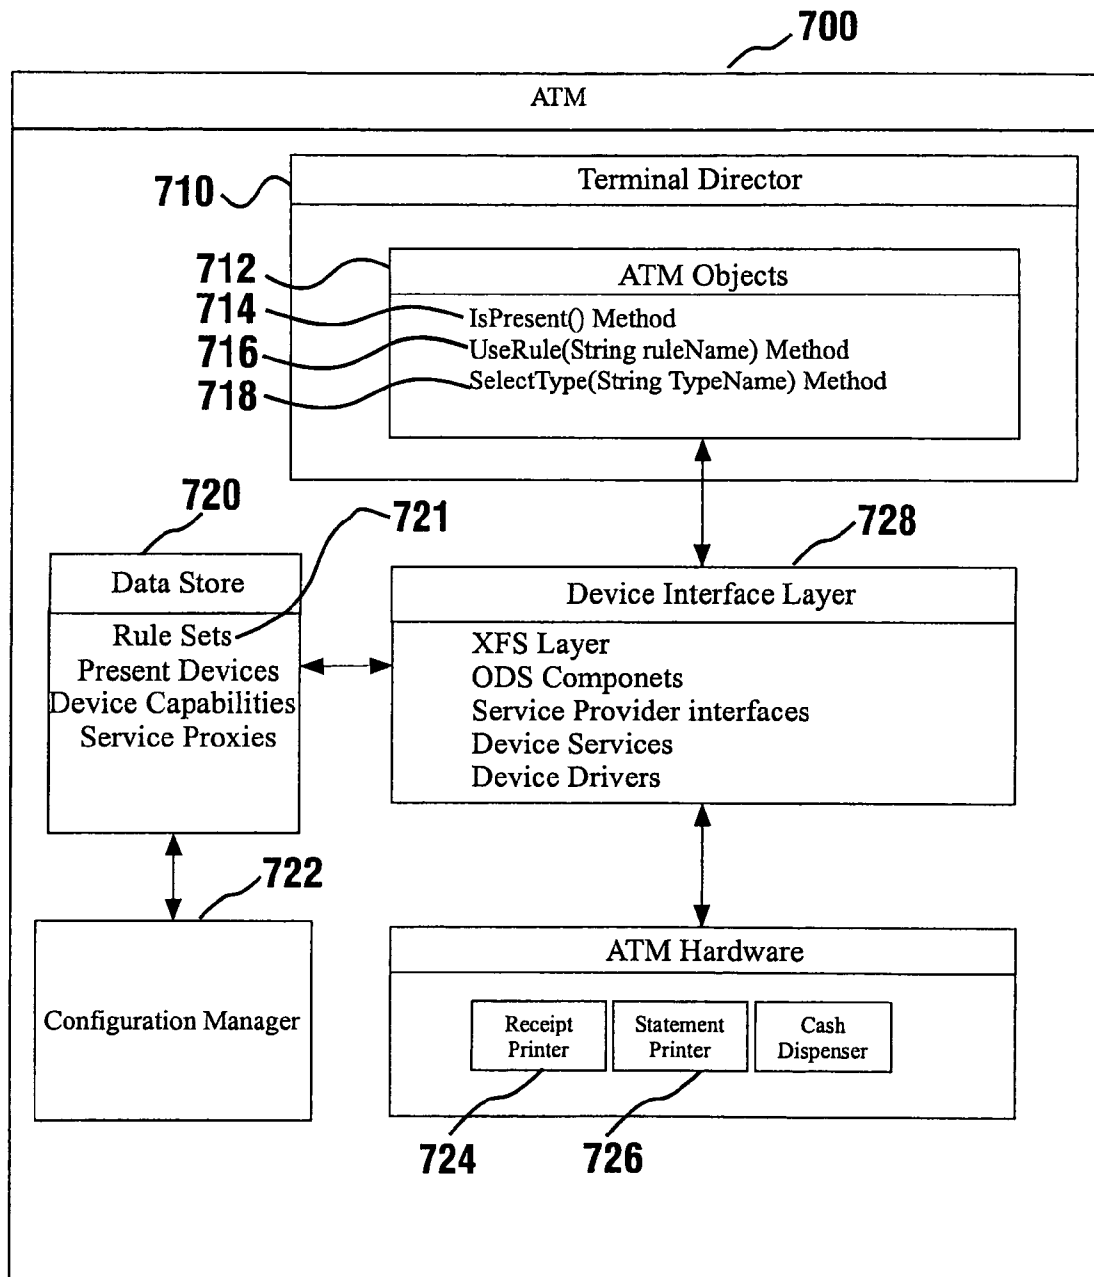 700
ATM
710
Terminal Director
712
ATM Objects
714
IsPresent() Method
716
UseRule(String ruleName) Method
718
SelectType(String TypeName) Method
720
721
728
Data Store
Rule Sets
Present Devices
Device Capabilities
Service Proxies
Device Interface Layer
XFS Layer
ODS Componets
Service Provider interfaces
Device Services
Device Drivers
722
Configuration Manager
ATM Hardware
Receipt
Printer
Statement
Printer
Cash
Dispenser
724
726